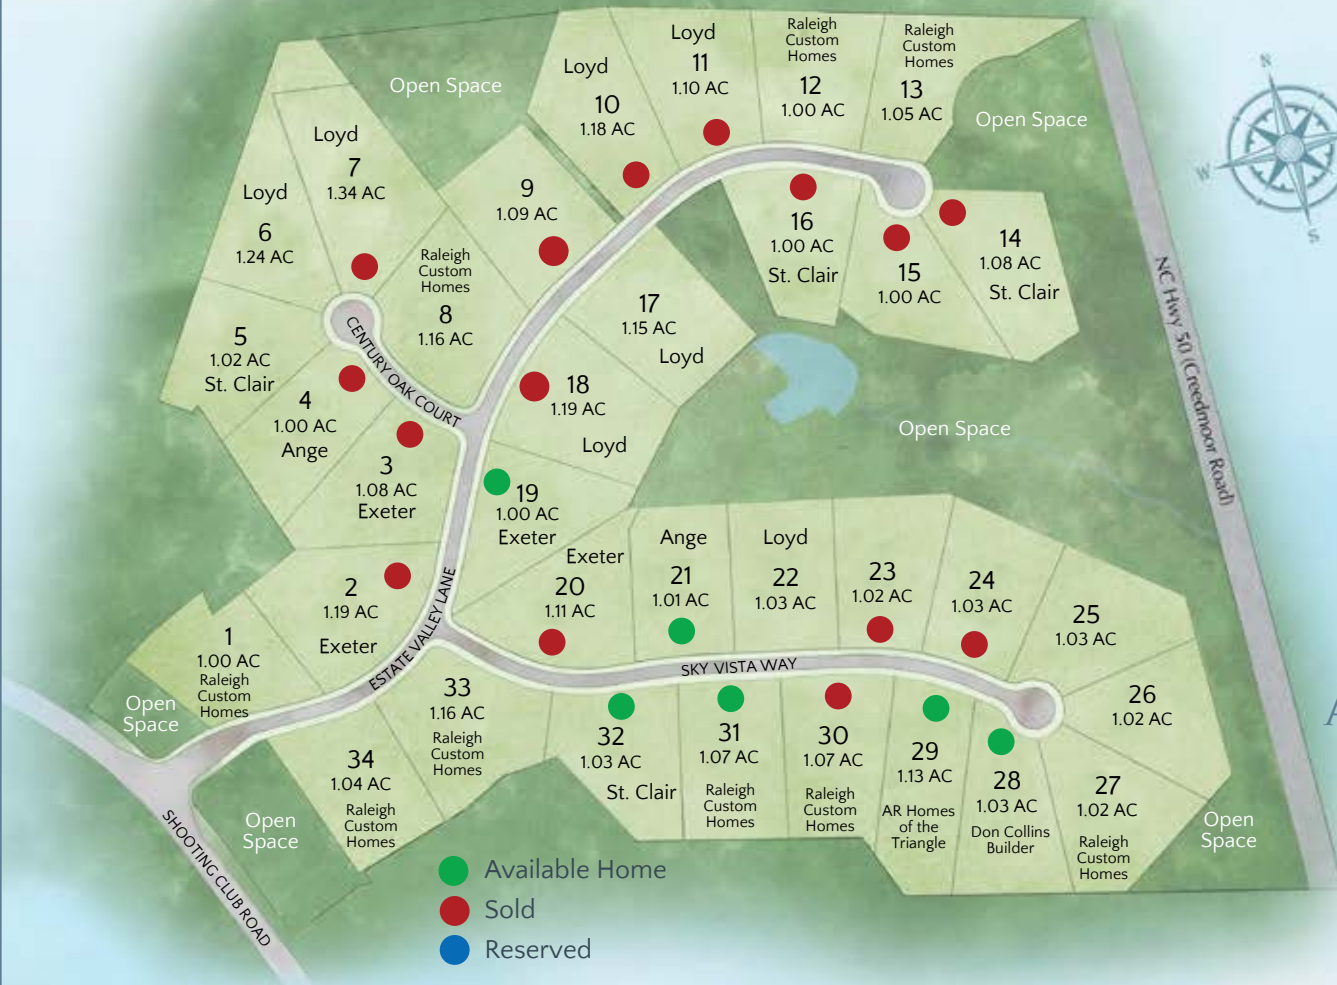 Loyd
11
1.10 AC
Raleigh
Custom
Homes
12
1.00 AC
Raleigh
Custom
Homes
13
1.05 AC
Loyd
10
1.18 AC
Open Space
Open Space
N
W
S
Loyd
7
1.34 AC
Loyd
6
1.24 AC
9
1.09 AC
Raleigh
Custom
Homes
8
1.16 AC
16
1.00 AC
St. Clair
15
1.00 AC
14
1.08 AC
St. Clair
17
1.15 AC
Loyd
5
1.02 AC
St. Clair
4
1.00 AC
Ange
CENTURY OAK COURT
18
1.19 AC
Loyd
NC Hwy 50 (Creedmoor Road)
Open Space
3
1.08 AC
Exeter
19
1.00 AC
Exeter
Exeter
20
1.11 AC
Ange
21
1.01 AC
Loyd
22
1.03 AC
23
1.02 AC
24
1.03 AC
25
1.03 AC
26
1.02 AC
2
1.19 AC
Exeter
1
1.00 AC
Raleigh
Custom
Homes
ESTATE VALLEY LANE
SKY VISTA WAY
Open
Space
33
1.16 AC
Raleigh
Custom
Homes
34
1.04 AC
Raleigh
Custom
Homes
32
1.03 AC
St. Clair
31
1.07 AC
Raleigh
Custom
Homes
30
1.07 AC
Raleigh
Custom
Homes
29
1.13 AC
AR Homes
of the
Triangle
28
1.03 AC
Don Collins
Builder
27
1.02 AC
Raleigh
Custom
Homes
Open
Space
Open
Space
SHOOTING CLUB ROAD
Available Home
Sold
Reserved
A